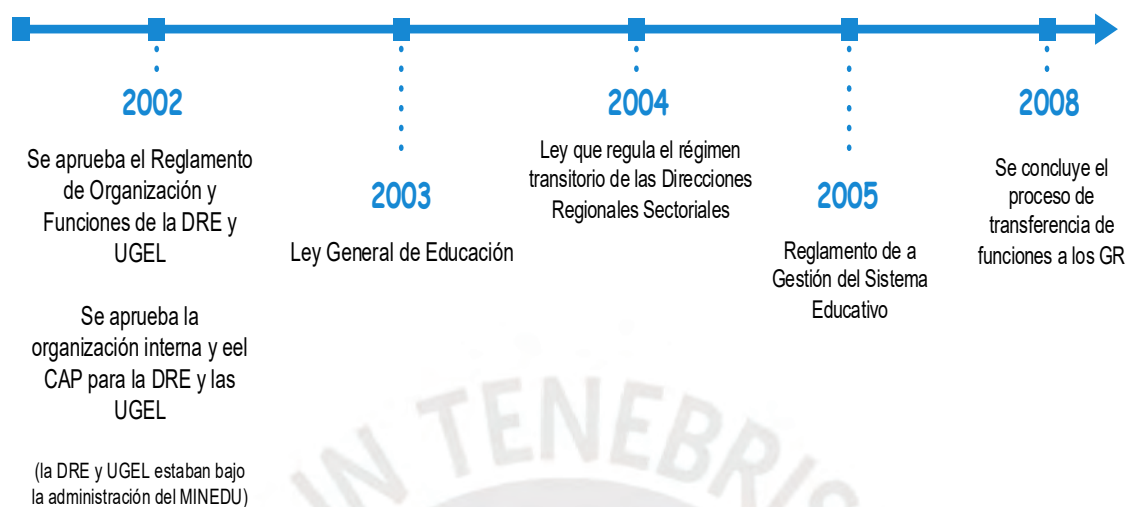 2002
Se aprueba el Reglamento
de Organización y
Funciones de la DRE y
UGEL
Se aprueba la
organización interna y eel
CAP para la DRE y las
UGEL
(la DRE y UGEL estaban bajo
la administración del MINEDU)
2003
Ley General de Educación
2004
Ley que regula el régimen
transitorio de las Direcciones
Regionales Sectoriales
2005
Reglamento de a
Gestión del Sistema
Educativo
2008
Se concluye el
proceso de
transferencia de
funciones a los GR
IN TENEBRIS